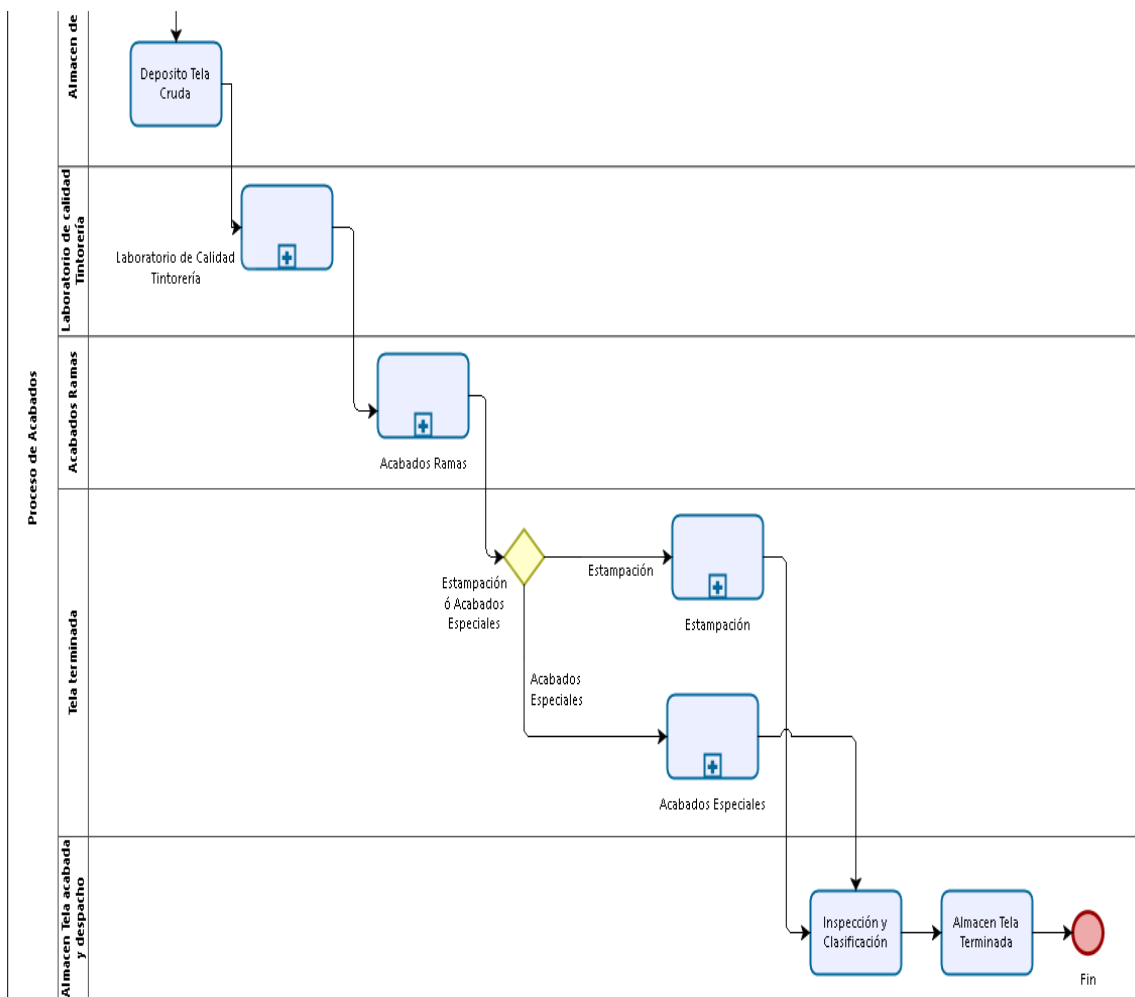 Proceso de Acabados
Almacen de
Deposito Tela
Cruda
Laboratorio de calidad
Tintorería
Laboratorio de Calidad
Tintorería
Acabados Ramas
Acabados Ramas
Tela terminada
Estampación
ó Acabados
Especiales
Estampación
Estampación
Acabados
Especiales
Acabados Especiales
Almacen Tela acabada
y despacho
Inspección y
Clasificación
Almacen Tela
Terminada
Fin